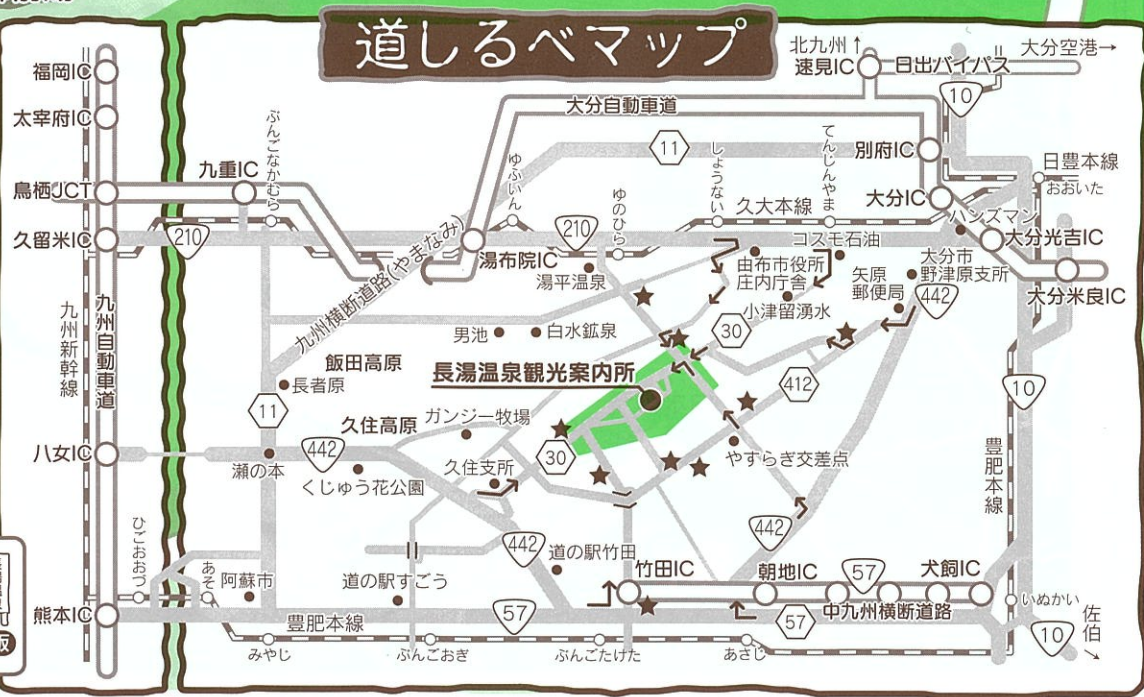 道しるべマップ
北九州↑
大分空港→
速見IC
日出バイパス
福岡IC
10
太宰府IC
大分自動車道
ぶんごなかむら
11
しょうない
てんじんやま
別府IC
日豊本線
おおいた
九重IC
ゆふいん
鳥栖JCT
ゆのひら
久大本線
大分IC
ハンズマン
久留米IC
210
210
コスモ石油
大分光吉IC
九州横断道路(やまなみ)
湯布院IC
由布市役所
庄内庁舎
矢原
郵便局
大分市
野津原支所
湯平温泉
小津留湧水
442
大分米良IC
九州新幹線
九州自動車道
男池
白水鉱泉
30
飯田高原
長湯温泉観光案内所
長者原
412
10
11
久住高原
ガンジー牧場
八女IC
442
30
やすらぎ交差点
瀬の本
くじゅう花公園
久住支所
豊肥本線
442
442
ひごおおづ
あそ
阿蘇市
道の駅すごう
道の駅竹田
竹田IC
朝地IC
57
犬飼IC
中九州横断道路
いぬかい
熊本IC
豊肥本線
57
57
10
佐伯
みやじ
ぶんごおぎ
ぶんごたけた
あさじ